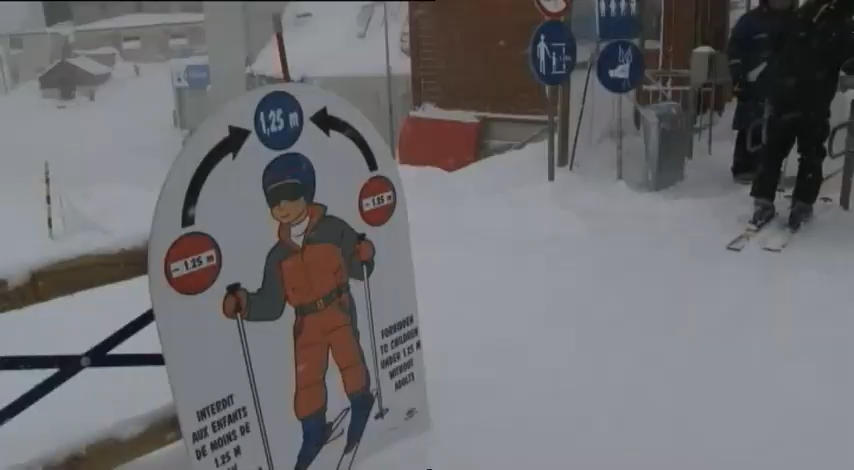 1,25 m
- 1.25 m
- 1.25 m
FORBIDDEN
TO CHILDREN
UNDER 1.25 M
WITHOUT
ADULTS
INTERDIT
AUX ENFANTS
DE MOINS DE
1.25 M